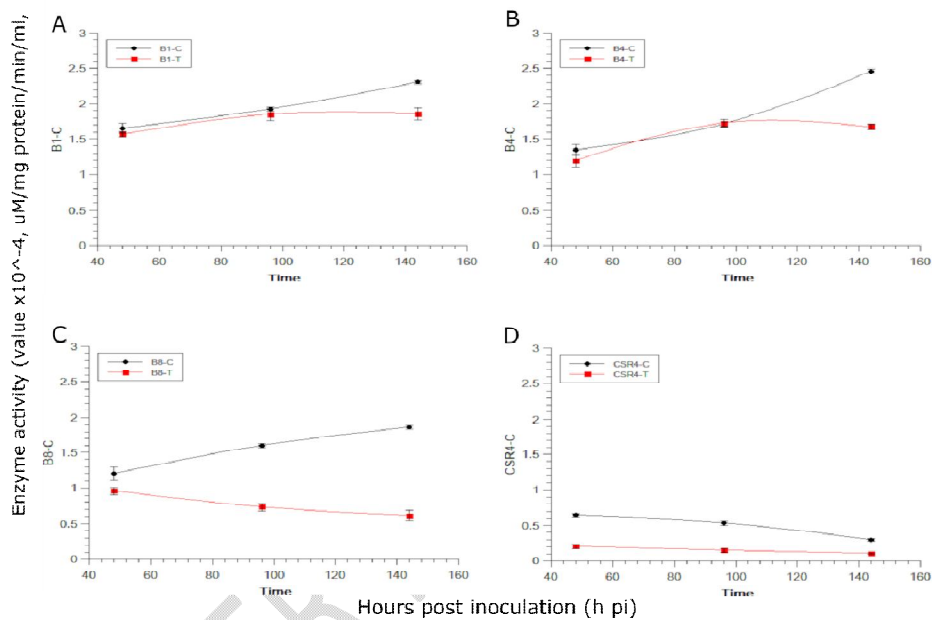 Enzyme activity (value x10^-4, uM/mg protein/min/ml,
A
B1-C
B1-T
3
2.5
2
1.5
1
0.5
0
B1-C
40 60 80 100 120 140 160
Time
B
B4-C
B4-T
3
2.5
2
1.5
1
0.5
0
B4-C
40 60 80 100 120 140 160
Time
C
B8-C
B8-T
3
2.5
2
1.5
1
0.5
0
B8-C
40 60 80 100 120 140 160
Time
D
CSR4-C
CSR4-T
3
2.5
2
1.5
1
0.5
0
CSR4-C
40 60 80 100 120 140 160
Time
Hours post inoculation (h pi)